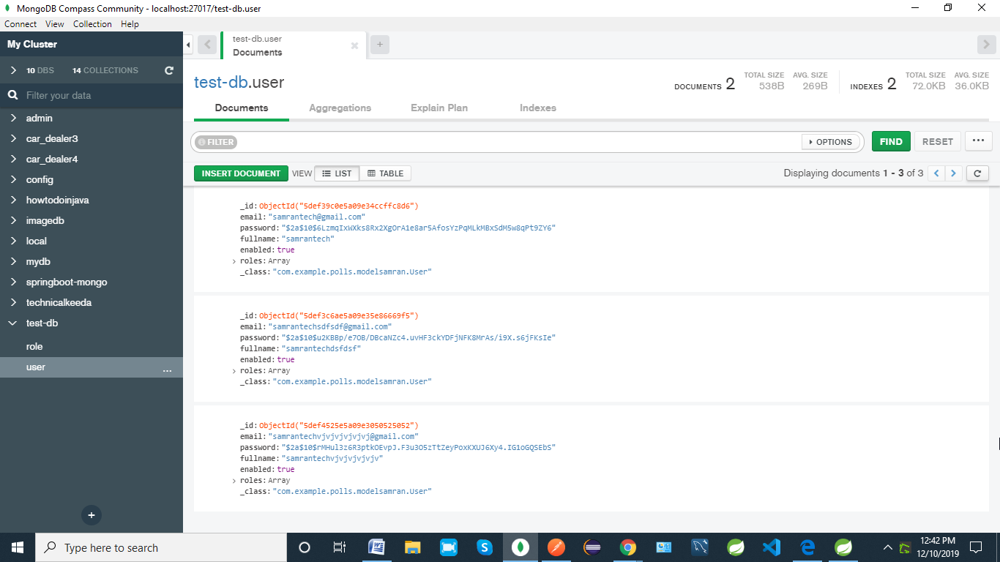 MongoDB Compass Community - localhost:27017/test-db.user
Connect View Collection Help
My Cluster
10 DBS 14 COLLECTIONS
Filter your data
admin
car_dealer3
car_dealer4
config
howtodoinjava
imagedb
local
mydb
springboot-mongo
technicalkeeda
test-db
role
user ...
test-db.user
Documents
test-db.user
DOCUMENTS 2 TOTAL SIZE 538B AVG. SIZE 269B INDEXES 2 TOTAL SIZE 72.0KB AVG. SIZE 36.0KB
Documents Aggregations Explain Plan Indexes
FILTER OPTIONS FIND RESET ...
INSERT DOCUMENT VIEW LIST TABLE Displaying documents 1 - 3 of 3
_id:ObjectId("5def39c0e5a09e34ccffc8d6")
email:"samrantech@gmail.com"
password:"$2a$10$6LzmqIxWXks8Rx2XgOrA1e8ar5AfosYzPqMLkMBxSdM5w8qPt9ZY6"
fullname:"samrantech"
enabled:true
roles:Array
_class:"com.example.polls.modelsamran.User"
_id:ObjectId("5def3c6ae5a09e35e86669f5")
email:"samrantechsdfsdf@gmail.com"
password:"$2a$10$u2KBBp/e7OB/DBcaNZc4.uvHF3ckYDFjNFK8MrAs/i9X.s6jFKsIe"
fullname:"samrantechdsfdsf"
enabled:true
roles:Array
_class:"com.example.polls.modelsamran.User"
_id:ObjectId("5def4525e5a09e3050525052")
email:"samrantechvjvjvjvjvjvj@gmail.com"
password:"$2a$10$rMHul3z6R3ptkOEvpJ.F3u3O5zTtZeyPoxKXUJ6Xy4.IG1oGQSEbS"
fullname:"samrantechvjvjvjvjvjv"
enabled:true
roles:Array
_class:"com.example.polls.modelsamran.User"
Type here to search
12:42 PM
12/10/2019